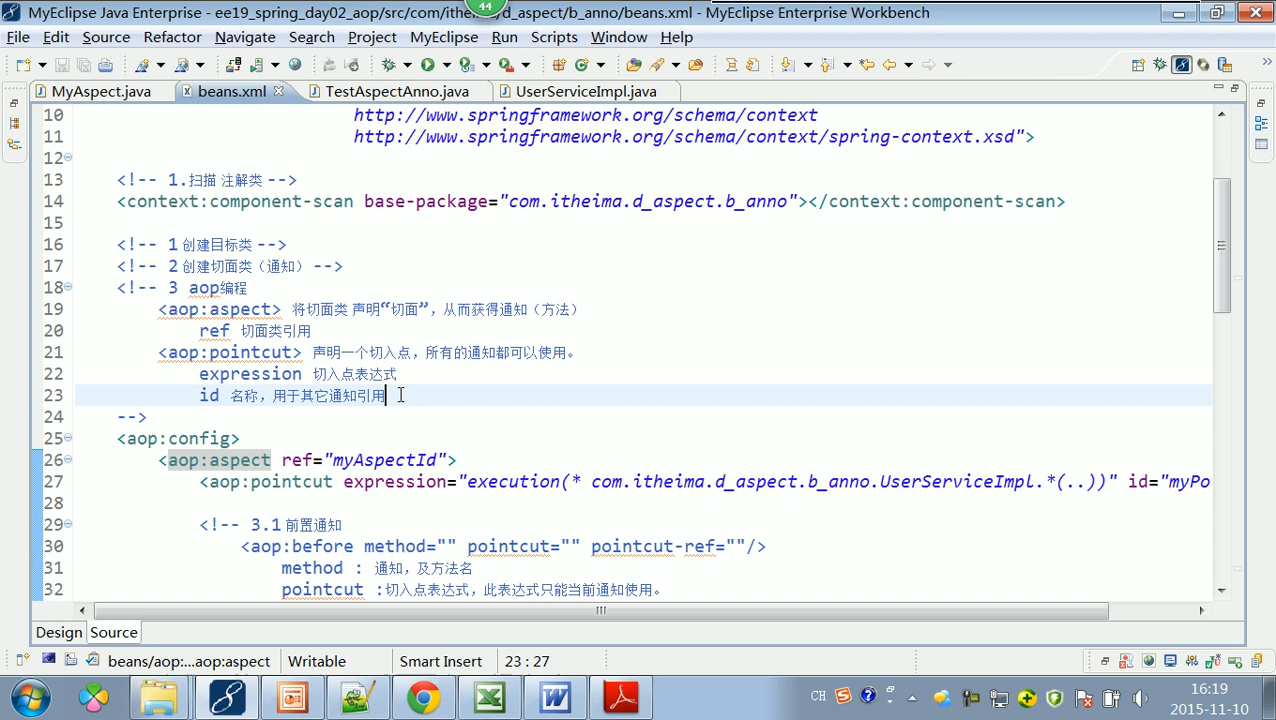 44
MyEclipse Java Enterprise - ee19_spring_day02_aop/src/com/itheima/d_aspect/b_anno/beans.xml - MyEclipse Enterprise Workbench
File Edit Source Refactor Navigate Search Project MyEclipse Run Scripts Window Help
MyAspect.java beans.xml TestAspectAnno.java UserServiceImpl.java
10 http://www.springframework.org/schema/context
11 http://www.springframework.org/schema/context/spring-context.xsd">
12
13 <!-- 1.扫描 注解类 -->
14 <context:component-scan base-package="com.itheima.d_aspect.b_anno"></context:component-scan>
15
16 <!-- 1 创建目标类 -->
17 <!-- 2 创建切面类（通知） -->
18 <!-- 3 aop编程
19 <aop:aspect> 将切面类 声明“切面”，从而获得通知（方法）
20 ref 切面类引用
21 <aop:pointcut> 声明一个切入点，所有的通知都可以使用。
22 expression 切入点表达式
23 id 名称，用于其它通知引用
24 -->
25 <aop:config>
26 <aop:aspect ref="myAspectId">
27 <aop:pointcut expression="execution(* com.itheima.d_aspect.b_anno.UserServiceImpl.*(..))" id="myPo
28
29 <!-- 3.1 前置通知
30 <aop:before method="" pointcut="" pointcut-ref=""/>
31 method : 通知，及方法名
32 pointcut :切入点表达式，此表达式只能当前通知使用。
Design Source
beans/aop:...aop:aspect Writable Smart Insert 23 : 27
CH 16:19
2015-11-10